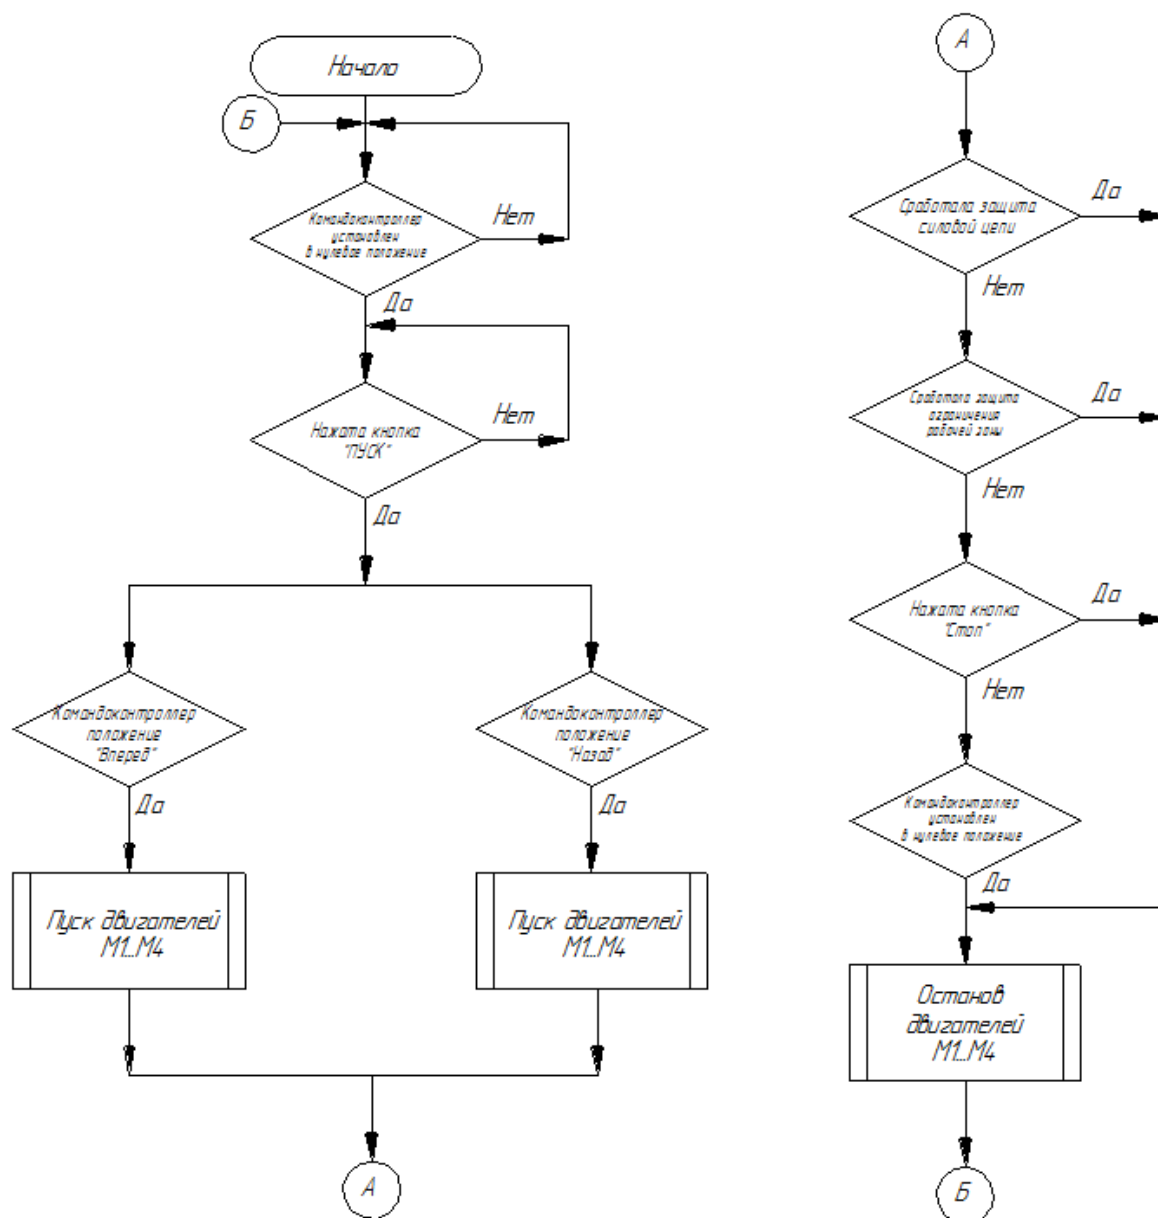 Начало
Б
Командоконтроллер
установлен
в нулевое положение
Нет
Да
Нажата кнопка
"ПУСК"
Нет
Да
Командоконтроллер
положение
"Вперед"
Да
Командоконтроллер
положение
"Назад"
Да
Пуск двигателей
М1...М4
Пуск двигателей
М1...М4
А
А
Сработала защита
силовой цепи
Да
Нет
Сработала защита
ограничения
рабочей зоны
Да
Нет
Нажата кнопка
"Стоп"
Да
Нет
Командоконтроллер
установлен
в нулевое положение
Да
Останов
двигателей
М1...М4
Б